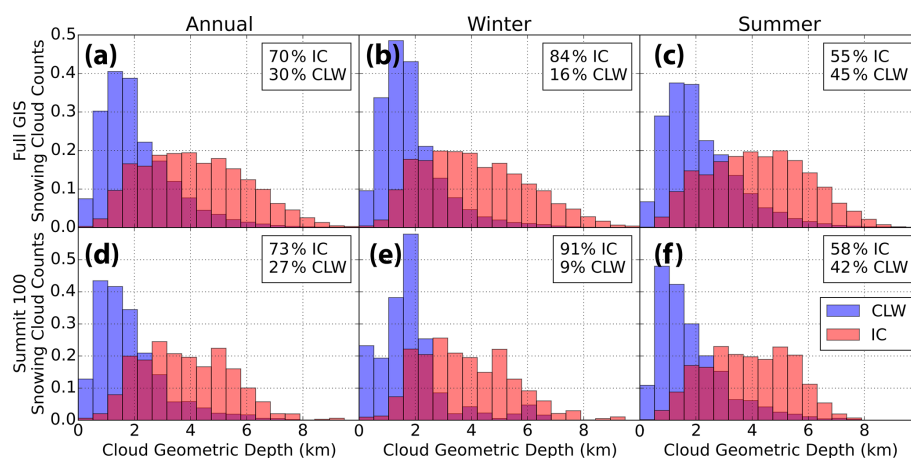 Annual Winter Summer
Full GIS
Snowing Cloud Counts
0.5
0.4
0.3
0.2
0.1
0.0
(a)
70% IC
30% CLW
(b)
84% IC
16% CLW
(c)
55% IC
45% CLW
Summit 100
Snowing Cloud Counts
0.5
0.4
0.3
0.2
0.1
0.0
(d)
73% IC
27% CLW
(e)
91% IC
9% CLW
(f)
58% IC
42% CLW
CLW
IC
0 2 4 6 8 0 2 4 6 8 0 2 4 6 8
Cloud Geometric Depth (km) Cloud Geometric Depth (km) Cloud Geometric Depth (km)